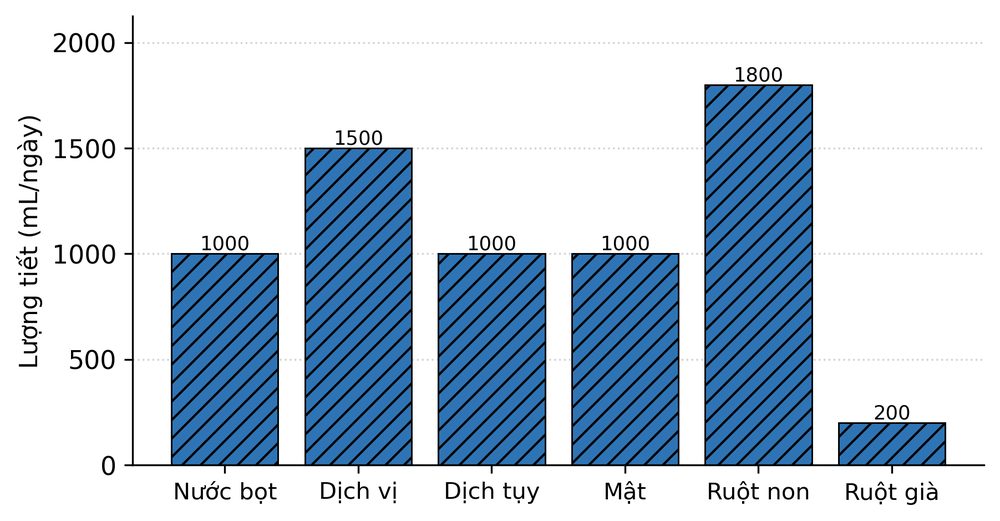 Lượng tiết (mL/ngày)
2000
1500
1000
500
0
1000
1500
1000
1000
1800
200
Nước bọt
Dịch vị
Dịch tụy
Mật
Ruột non
Ruột già